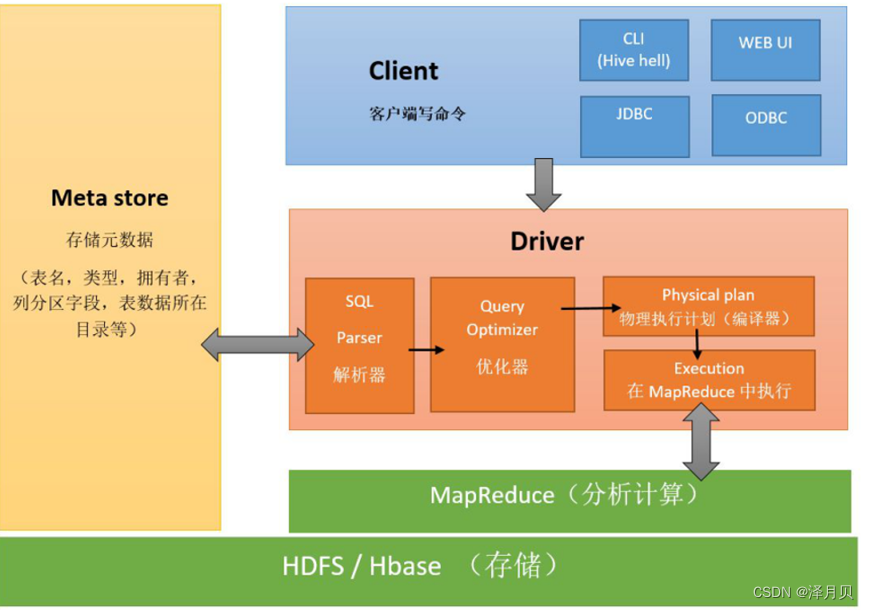 Meta store
存储元数据
（表名，类型，拥有者，
列分区字段，表数据所在
目录等）
Client
客户端写命令
CLI
(Hive hell)
WEB UI
JDBC
ODBC
Driver
SQL
Parser
解析器
Query
Optimizer
优化器
Physical plan
物理执行计划（编译器）
Execution
在 MapReduce 中执行
MapReduce（分析计算）
HDFS / Hbase （存储）
CSDN @泽月贝